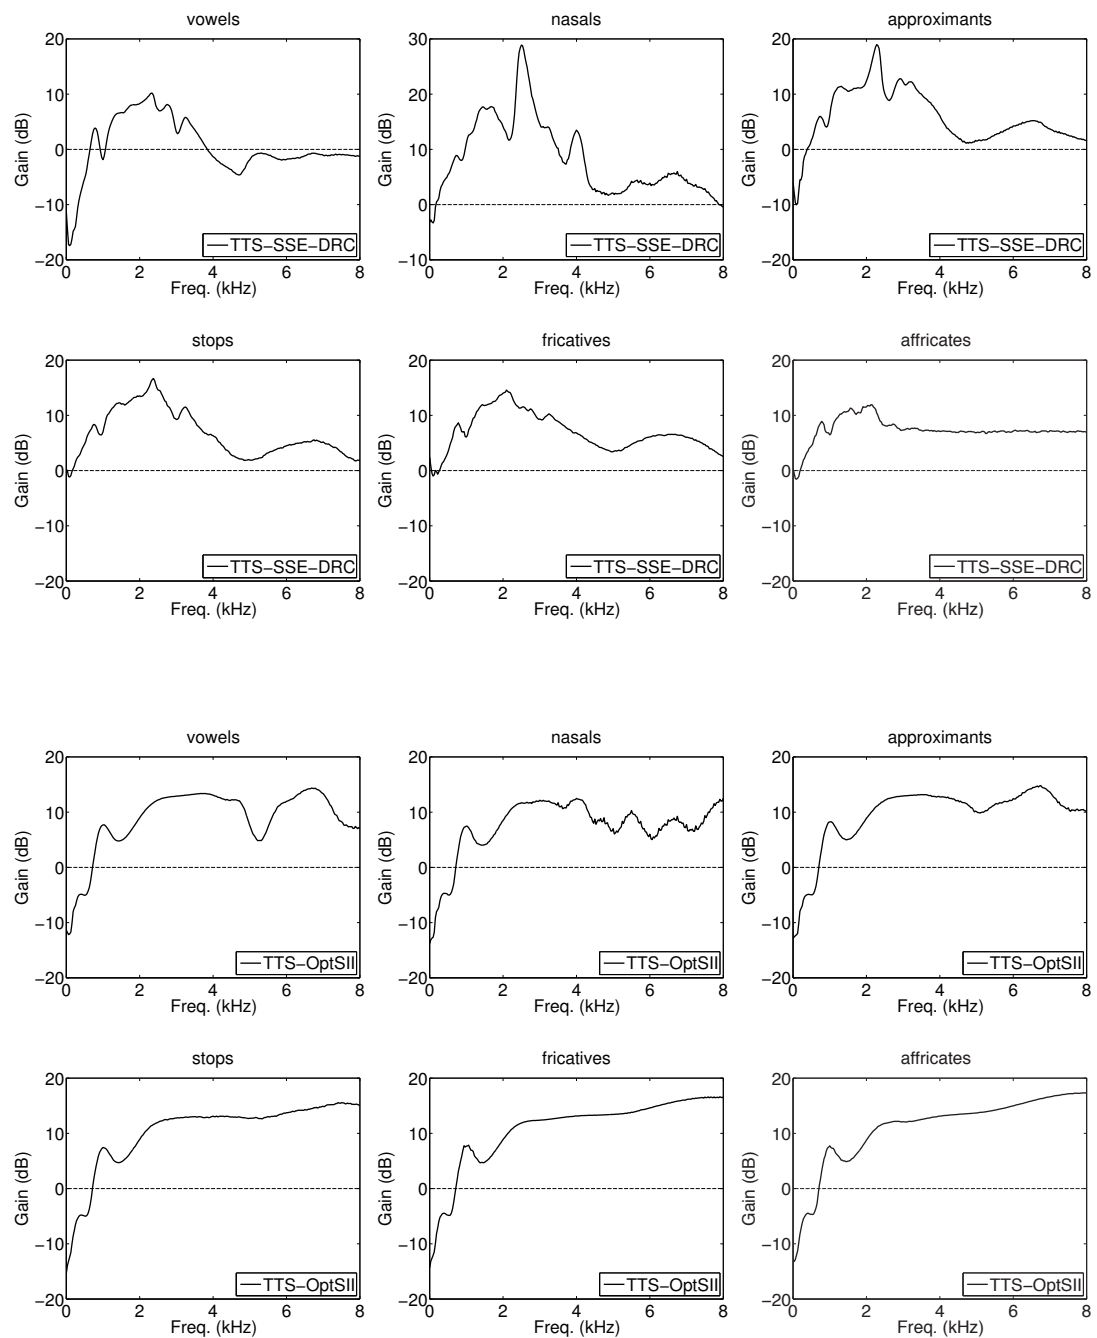 vowels nasals approximants
20 30 20
10 20 10
0 10 0
−10 0 −10
−20 −10 −20
Gain (dB) Gain (dB) Gain (dB)
TTS−SSE−DRC TTS−SSE−DRC TTS−SSE−DRC
0 2 4 6 8 0 2 4 6 8 0 2 4 6 8
Freq. (kHz) Freq. (kHz) Freq. (kHz)
stops fricatives affricates
20 20 20
10 10 10
0 0 0
−10 −10 −10
−20 −20 −20
Gain (dB) Gain (dB) Gain (dB)
TTS−SSE−DRC TTS−SSE−DRC TTS−SSE−DRC
0 2 4 6 8 0 2 4 6 8 0 2 4 6 8
Freq. (kHz) Freq. (kHz) Freq. (kHz)
vowels nasals approximants
20 20 20
10 10 10
0 0 0
−10 −10 −10
−20 −20 −20
Gain (dB) Gain (dB) Gain (dB)
TTS−OptSII TTS−OptSII TTS−OptSII
0 2 4 6 8 0 2 4 6 8 0 2 4 6 8
Freq. (kHz) Freq. (kHz) Freq. (kHz)
stops fricatives affricates
20 20 20
10 10 10
0 0 0
−10 −10 −10
−20 −20 −20
Gain (dB) Gain (dB) Gain (dB)
TTS−OptSII TTS−OptSII TTS−OptSII
0 2 4 6 8 0 2 4 6 8 0 2 4 6 8
Freq. (kHz) Freq. (kHz) Freq. (kHz)